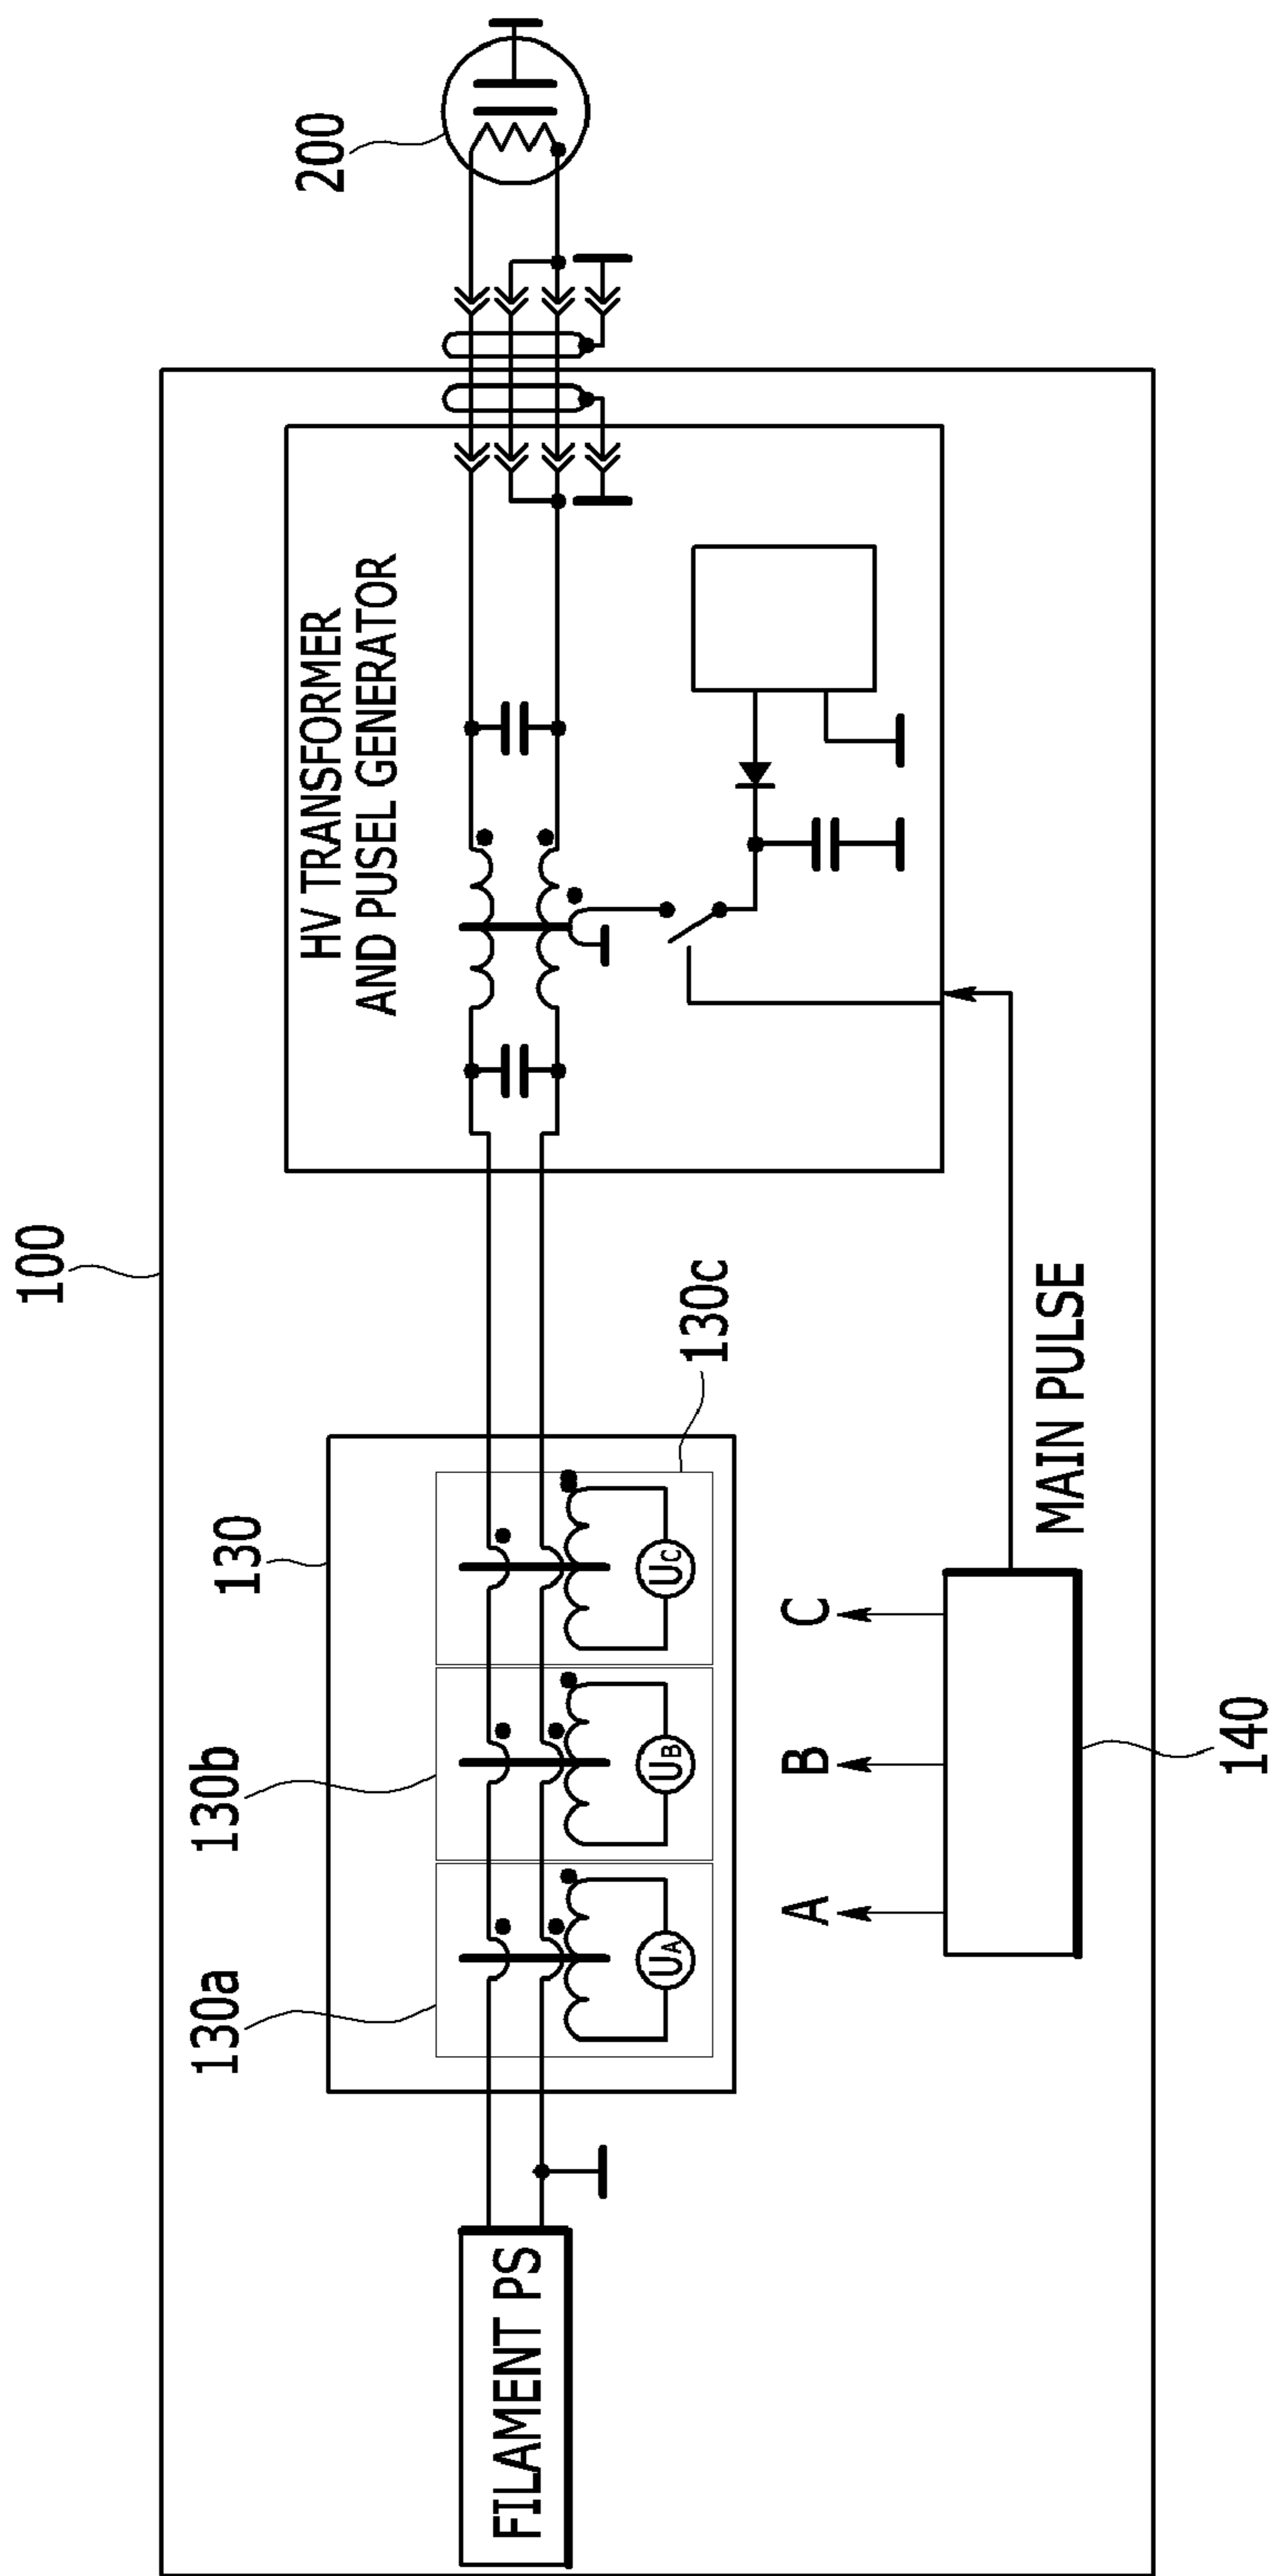 100
200
HV TRANSFORMER
AND PUSEL GENERATOR
130
130a
130b
130c
FILAMENT PS
UA
UB
UC
A
B
C
MAIN PULSE
140